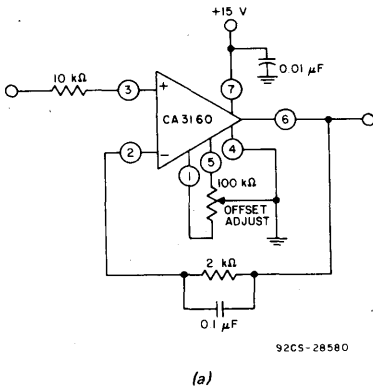 +15 V
0.01 µF
10 kΩ
3
+
7
CA3160
6
2
−
4
5
1
100 kΩ
OFFSET
ADJUST
2 kΩ
0.1 µF
92CS-28580
(a)